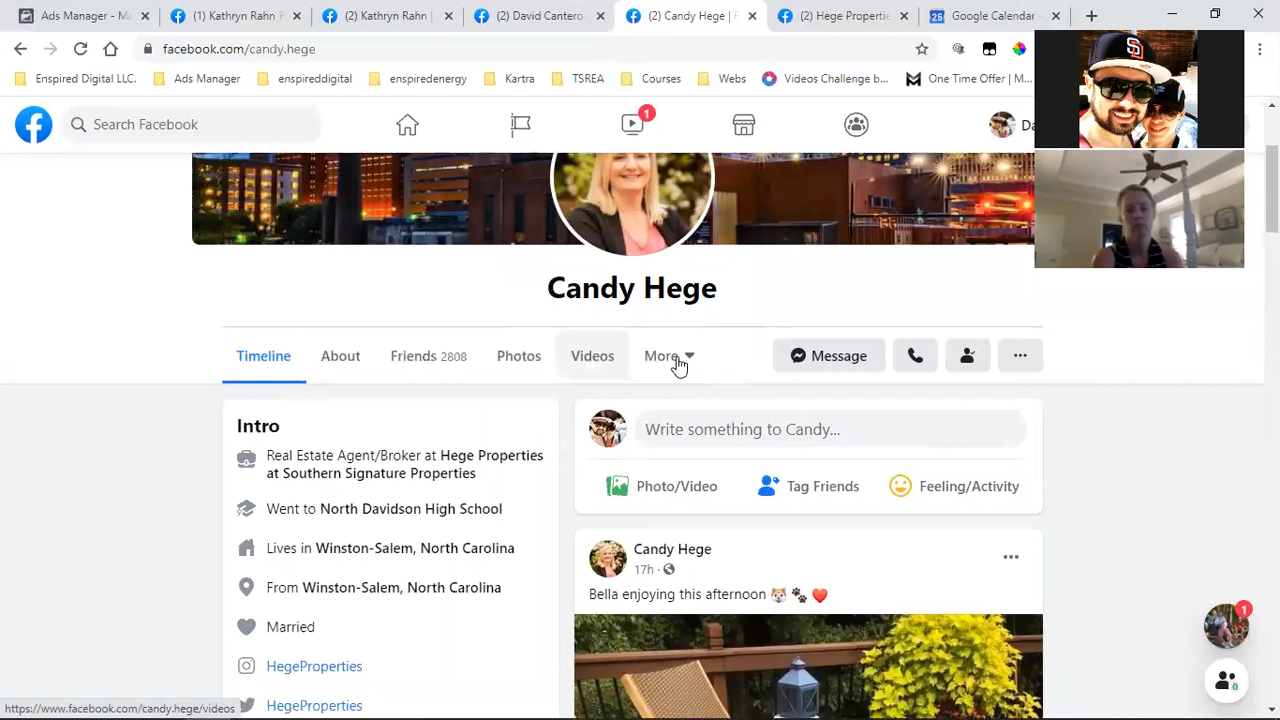 Ads Manager - Ma
(1) Kathryn Rahn
(2) Kathryn Rahn
(2) David Cantero
(2) Candy Hege |
(2) Hege Properti
Google Calendar -
facebook.com/candy.hege
Enspired Digital LLC.
Ads Manager
enspireddigital
enpiredenergy
Kartra
TSREA
Courses
Webs
Videos Challenge b...
One Time Offer | M...
Search Facebook
1
Candy Hege
Timeline
About
Friends 2808
Photos
Videos
More
Message
Intro
Write something to Candy...
Real Estate Agent/Broker at Hege Properties
at Southern Signature Properties
Photo/Video
Tag Friends
Feeling/Activity
Went to North Davidson High School
Lives in Winston-Salem, North Carolina
Candy Hege
17h ·
From Winston-Salem, North Carolina
Bella enjoying this afternoon 🐕 🐾 ❤️
Married
1
HegeProperties
HegeProperties
https://www.facebook.com/candy.hege/videos